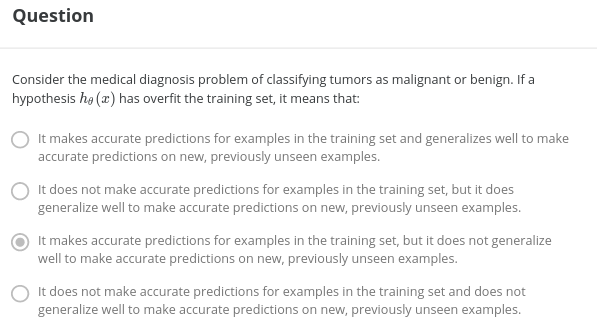 Question
Consider the medical diagnosis problem of classifying tumors as malignant or benign. If a
hypothesis hθ(x) has overfit the training set, it means that:
It makes accurate predictions for examples in the training set and generalizes well to make
accurate predictions on new, previously unseen examples.
It does not make accurate predictions for examples in the training set, but it does
generalize well to make accurate predictions on new, previously unseen examples.
It makes accurate predictions for examples in the training set, but it does not generalize
well to make accurate predictions on new, previously unseen examples.
It does not make accurate predictions for examples in the training set and does not
generalize well to make accurate predictions on new, previously unseen examples.